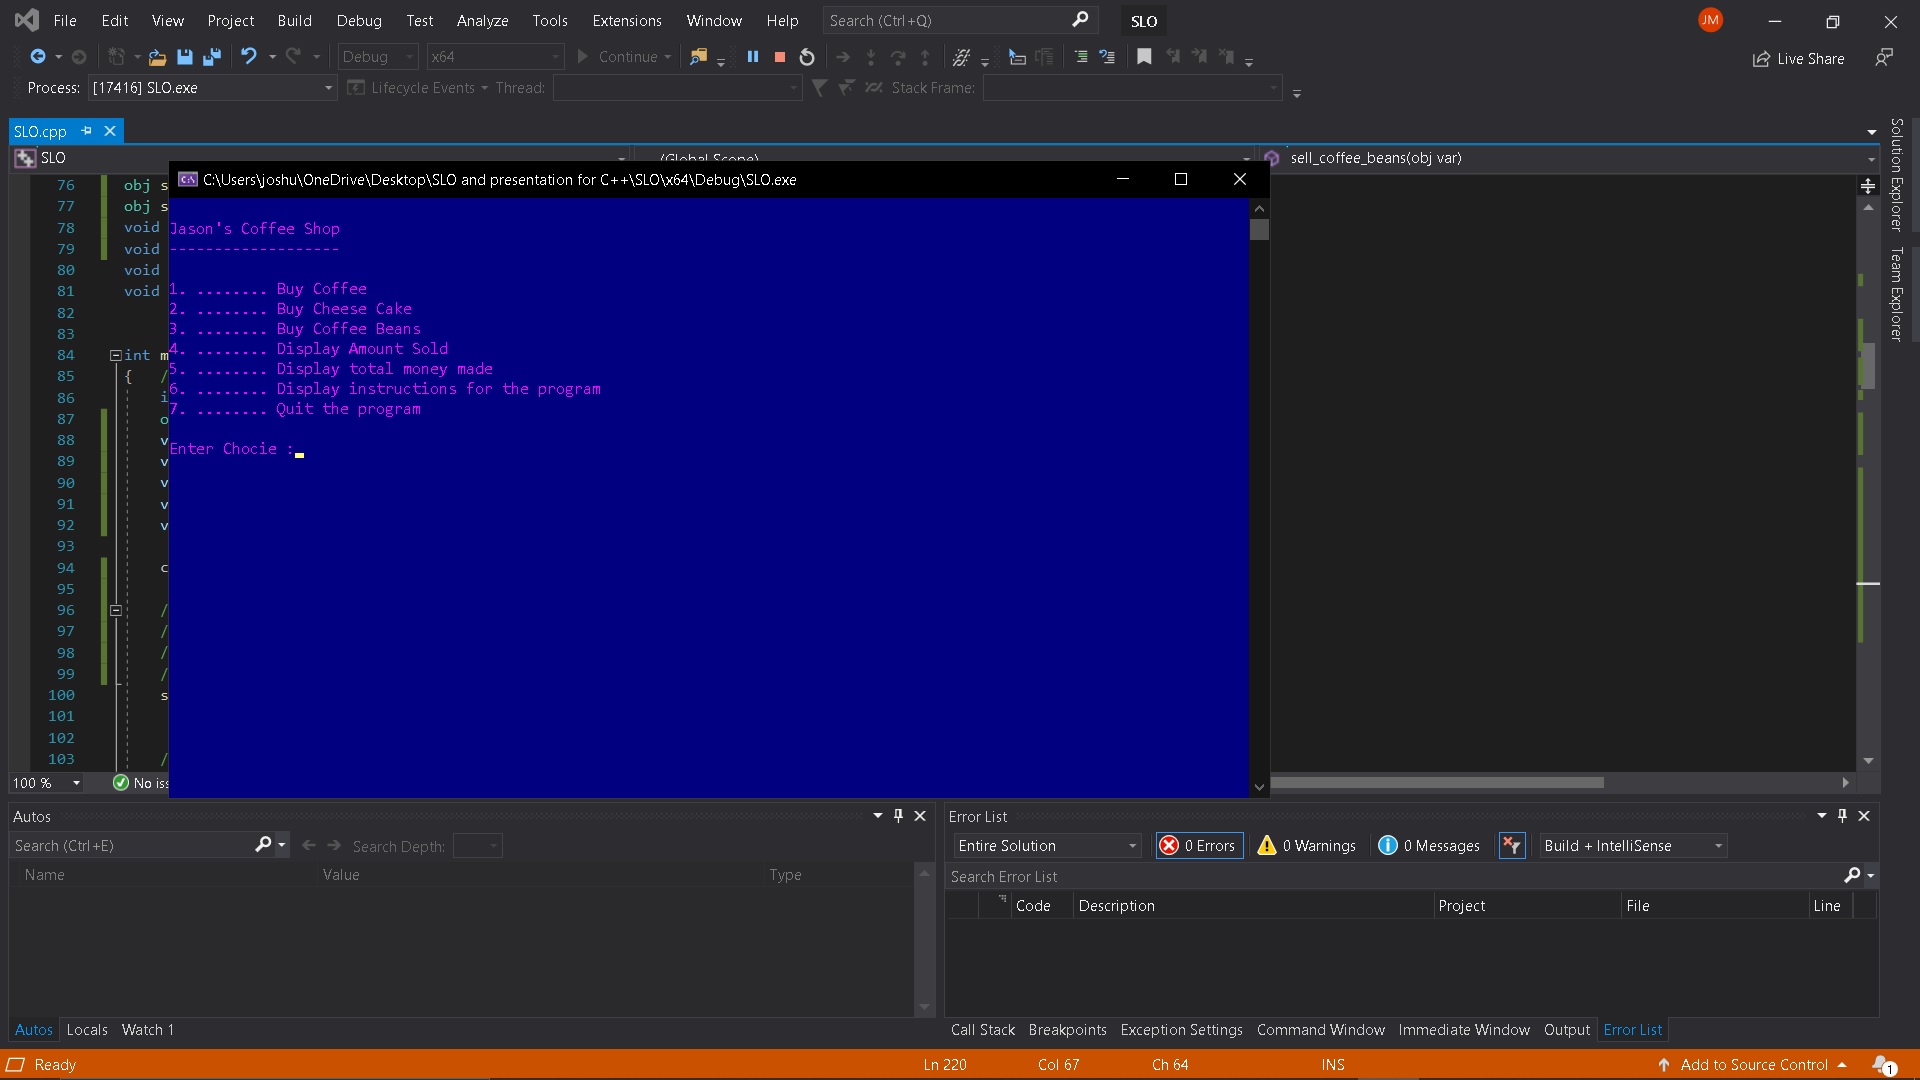 File Edit View Project Build Debug Test Analyze Tools Extensions Window Help Search (Ctrl+Q) SLO JM
Debug x64 Continue Live Share
Process: [17416] SLO.exe Lifecycle Events Thread: Stack Frame:
SLO.cpp
SLO (Global Scope) sell_coffee_beans(obj var)
C:\Users\joshu\OneDrive\Desktop\SLO and presentation for C++\SLO\x64\Debug\SLO.exe
76 obj s
77 obj s
78 void
79 void
80 void
81 void
82
83
84 int m
85 { /
86 i
87 o
88 v
89 v
90 v
91 v
92 v
93
94 c
95
96 /
97 /
98 /
99 /
100 s
101
102
103 /
Jason's Coffee Shop
-------------------
1. ........ Buy Coffee
2. ........ Buy Cheese Cake
3. ........ Buy Coffee Beans
4. ........ Display Amount Sold
5. ........ Display total money made
6. ........ Display instructions for the program
7. ........ Quit the program
Enter Chocie :
Solution Explorer
Team Explorer
100 % No iss
Autos
Search (Ctrl+E) Search Depth:
Name Value Type
Autos Locals Watch 1
Error List
Entire Solution 0 Errors 0 Warnings 0 Messages Build + IntelliSense
Search Error List
Code Description Project File Line
Call Stack Breakpoints Exception Settings Command Window Immediate Window Output Error List
Ready Ln 220 Col 67 Ch 64 INS Add to Source Control 1